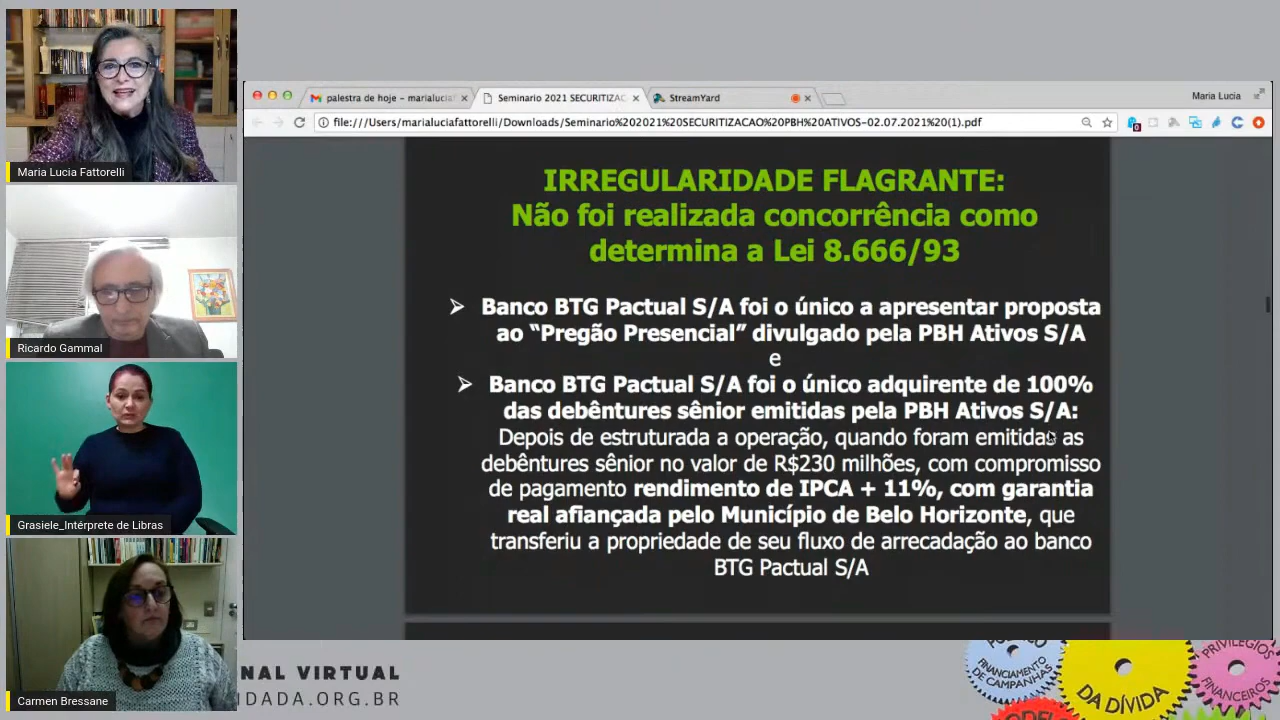 Maria Lucia Fattorelli
Ricardo Gammal
Grasiele_Intérprete de Libras
Carmen Bressane
palestra de hoje - marialucia
Seminario 2021 SECURITIZAC
StreamYard
Maria Lucia
file:///Users/marialuciafattorelli/Downloads/Seminario%202021%20SECURITIZACAO%20PBH%20ATIVOS-02.07.2021%20(1).pdf
IRREGULARIDADE FLAGRANTE:
Não foi realizada concorrência como
determina a Lei 8.666/93
Banco BTG Pactual S/A foi o único a apresentar proposta
ao “Pregão Presencial” divulgado pela PBH Ativos S/A
e
Banco BTG Pactual S/A foi o único adquirente de 100%
das debêntures sênior emitidas pela PBH Ativos S/A:
Depois de estruturada a operação, quando foram emitidas as
debêntures sênior no valor de R$230 milhões, com compromisso
de pagamento rendimento de IPCA + 11%, com garantia
real afiançada pelo Município de Belo Horizonte, que
transferiu a propriedade de seu fluxo de arrecadação ao banco
BTG Pactual S/A
NAL VIRTUAL
IDADA.ORG.BR
FINANCIAMENTO
DE CAMPANHAS
DA DÍVIDA
PRIVILÉGIOS
FINANCEIROS